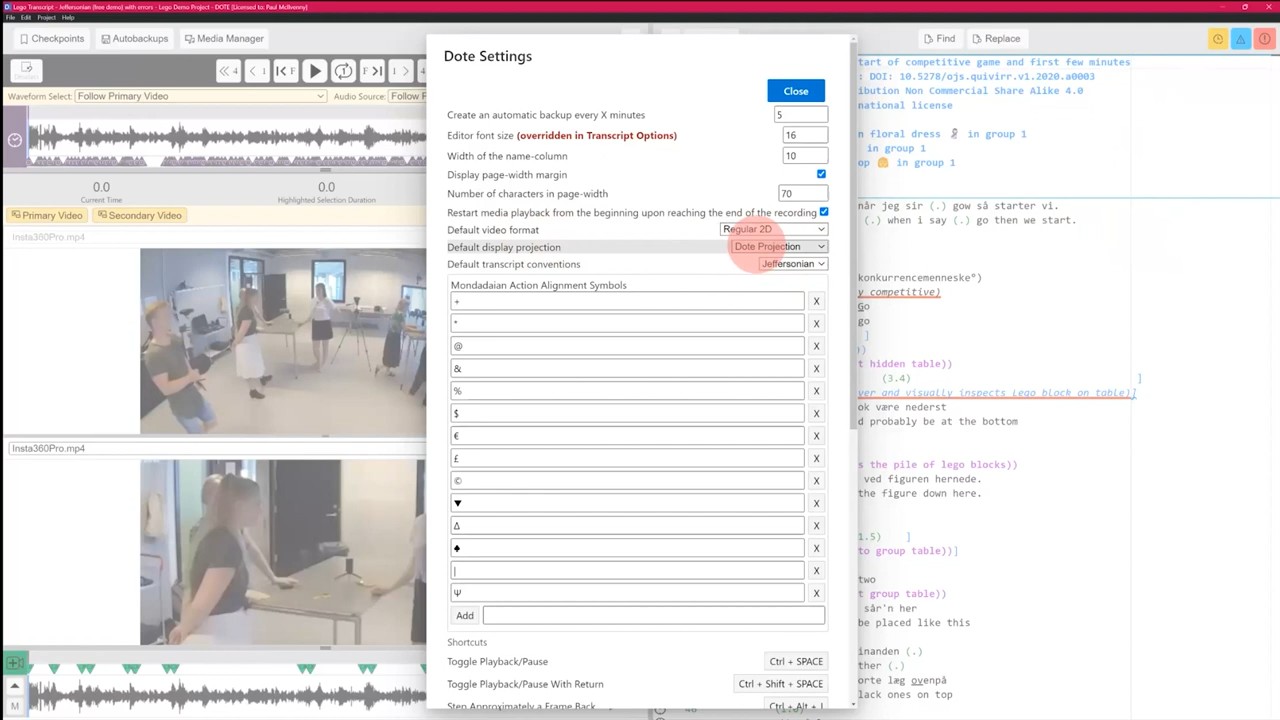 Lego Transcript - Jeffersonian (free demo) with errors - Lego Demo Project - DOTE [Licensed to: Paul McIlvenny]
File Edit Project Help
Checkpoints Autobackups Media Manager
Find Replace
4 1 F 1 F 1 4
Waveform Select: Follow Primary Video Audio Source: Follow F
0.0 0.0
Current Time Highlighted Selection Duration
Primary Video Secondary Video
Insta360Pro.mp4
Insta360Pro.mp4
M
Dote Settings
Close
Create an automatic backup every X minutes 5
Editor font size (overridden in Transcript Options) 16
Width of the name-column 10
Display page-width margin
Number of characters in page-width 70
Restart media playback from the beginning upon reaching the end of the recording
Default video format Regular 2D
Default display projection Dote Projection
Default transcript conventions Jeffersonian
Mondadaian Action Alignment Symbols
+ X
* X
@ X
& X
% X
$ X
€ X
£ X
© X
▼ X
Δ X
♣ X
| X
Ψ X
Add
Shortcuts
Toggle Playback/Pause Ctrl + SPACE
Toggle Playback/Pause With Return Ctrl + Shift + SPACE
Step Approximately a Frame Back Ctrl + Alt + J
tart of competitive game and first few minutes
: DOI: 10.5278/ojs.quivirr.v1.2020.a0003
ibution Non Commercial Share Alike 4.0
national license
n floral dress in group 1
in group 1
op in group 1
når jeg sir (.) gow så starter vi.
(.) when i say (.) go then we start.
konkurrencemenneske°)
y competitive)
Go
go
]
))
t hidden table))
(3.4) ]
ver and visually inspects Lego block on table)]
ok være nederst
d probably be at the bottom
s the pile of lego blocks))
ved figuren hernede.
the figure down here.
1.5) ]
to group table))]
two
t group table))
sår'n her
be placed like this
inanden (.)
ther (.)
orte læg ovenpå
lack ones on top